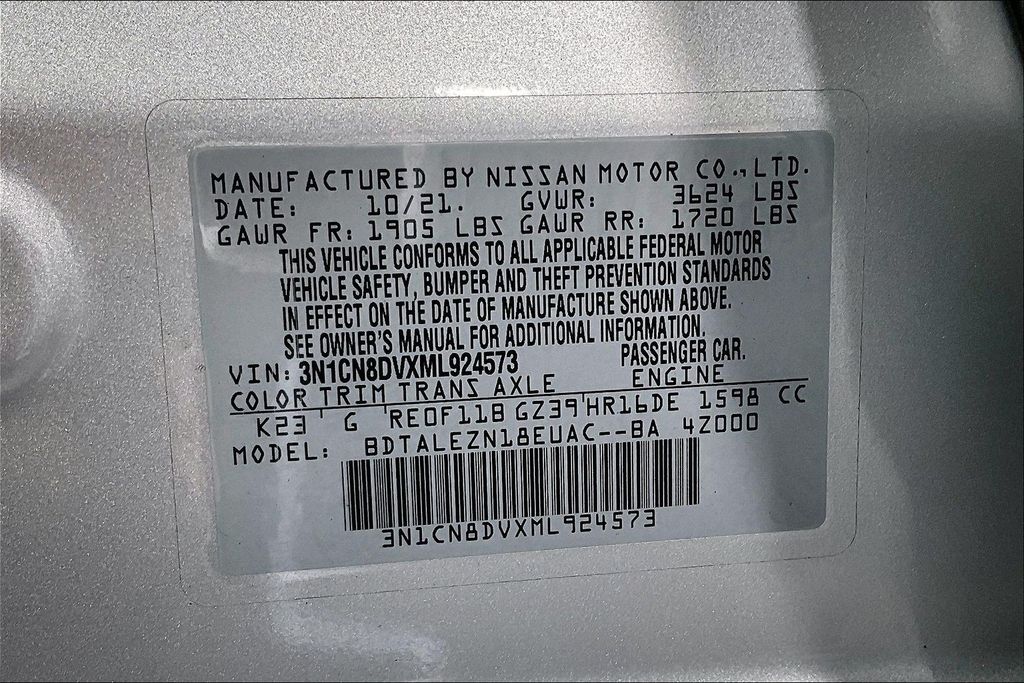 MANUFACTURED BY NISSAN MOTOR CO.,LTD.
DATE: 10/21. GVWR: 3624 LBS
GAWR FR: 1905 LBS GAWR RR: 1720 LBS
THIS VEHICLE CONFORMS TO ALL APPLICABLE FEDERAL MOTOR
VEHICLE SAFETY, BUMPER AND THEFT PREVENTION STANDARDS
IN EFFECT ON THE DATE OF MANUFACTURE SHOWN ABOVE.
SEE OWNER'S MANUAL FOR ADDITIONAL INFORMATION.
VIN: 3N1CN8DVXML924573 PASSENGER CAR.
COLOR TRIM TRANS AXLE ENGINE
K23 G RE0F11B GZ39 HR16DE 1598 CC
MODEL: BDTALEZN18EUAC--BA 4Z000
3N1CN8DVXML924573